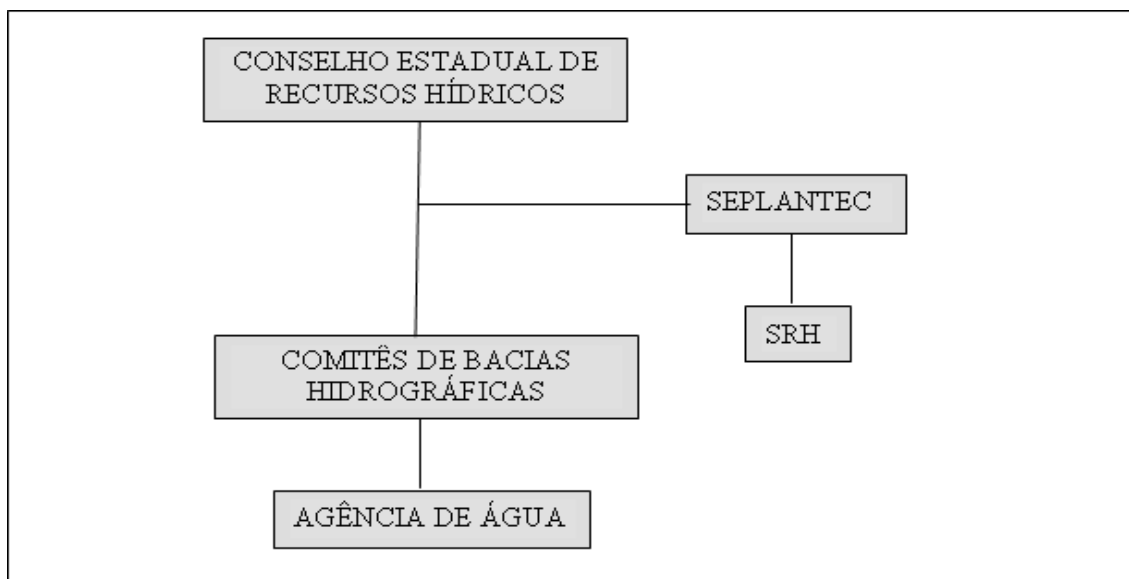 CONSELHO ESTADUAL DE
RECURSOS HÍDRICOS
SEPLANTEC
SRH
COMITÊS DE BACIAS
HIDROGRÁFICAS
AGÊNCIA DE ÁGUA